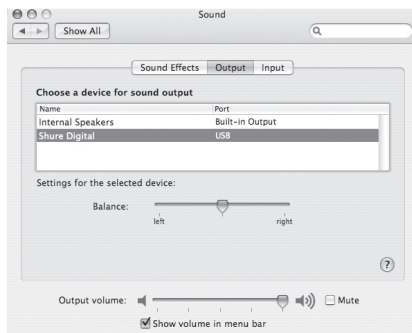 Sound
Show All
Sound Effects Output Input
Choose a device for sound output
Name Port
Internal Speakers Built-in Output
Shure Digital USB
Settings for the selected device:
Balance:
left right
?
Output volume: Mute
Show volume in menu bar